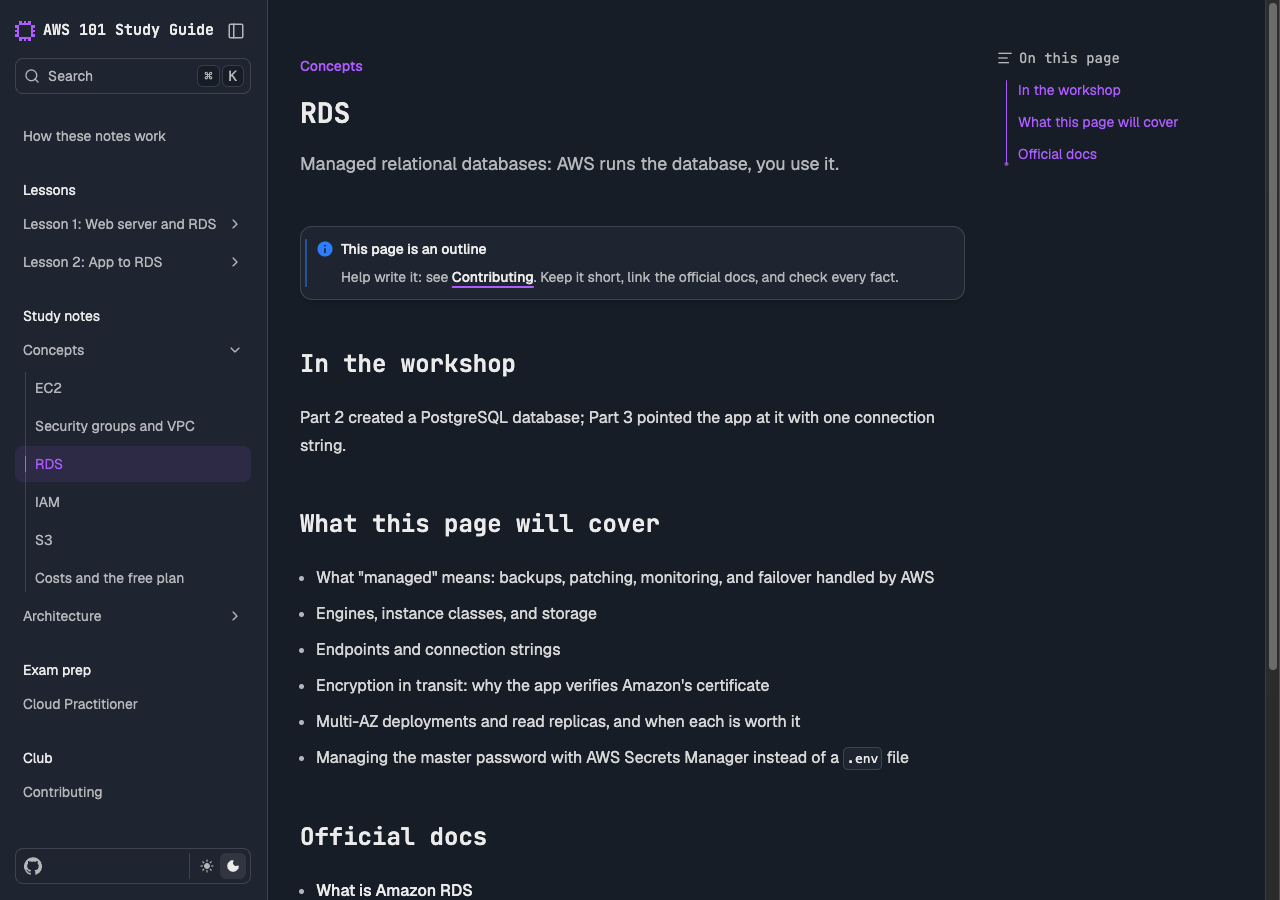 AWS 101 Study Guide
Search ⌘ K
How these notes work
Lessons
Lesson 1: Web server and RDS
Lesson 2: App to RDS
Study notes
Concepts
EC2
Security groups and VPC
RDS
IAM
S3
Costs and the free plan
Architecture
Exam prep
Cloud Practitioner
Club
Contributing
Concepts
RDS
Managed relational databases: AWS runs the database, you use it.
This page is an outline
Help write it: see Contributing. Keep it short, link the official docs, and check every fact.
In the workshop
Part 2 created a PostgreSQL database; Part 3 pointed the app at it with one connection
string.
What this page will cover
• What "managed" means: backups, patching, monitoring, and failover handled by AWS
• Engines, instance classes, and storage
• Endpoints and connection strings
• Encryption in transit: why the app verifies Amazon's certificate
• Multi-AZ deployments and read replicas, and when each is worth it
• Managing the master password with AWS Secrets Manager instead of a .env file
Official docs
• What is Amazon RDS
On this page
In the workshop
What this page will cover
Official docs